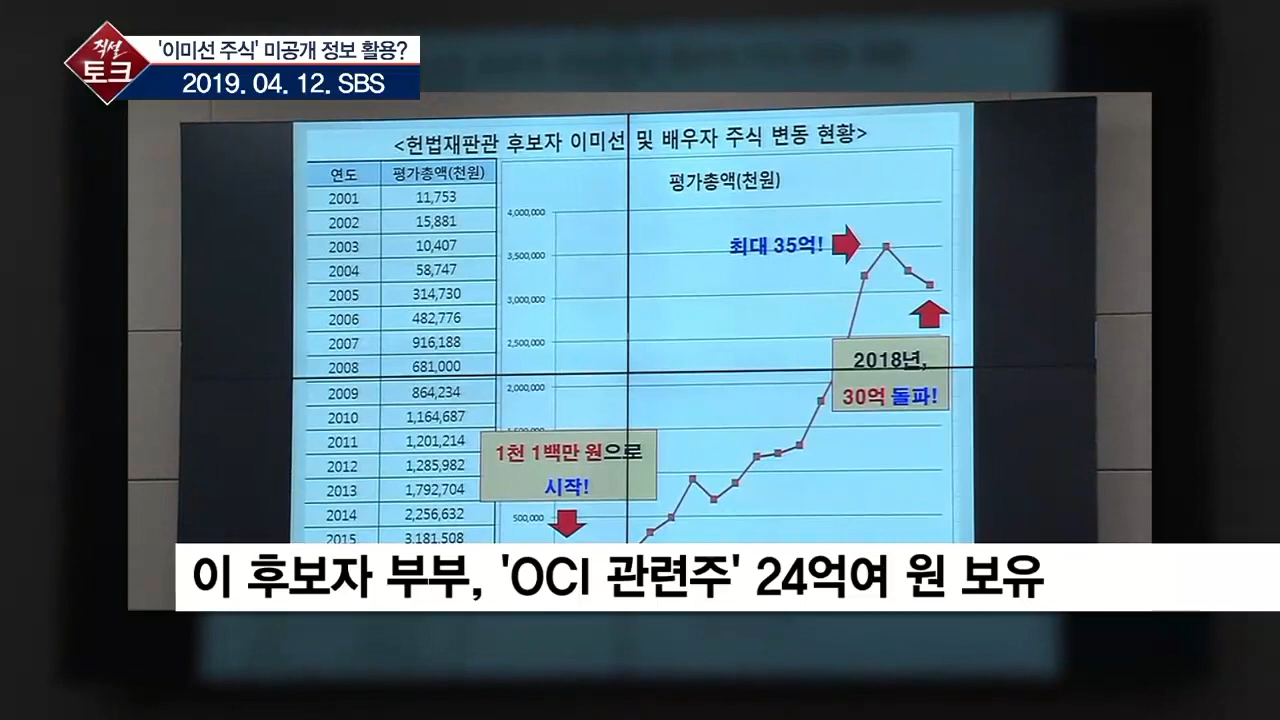 직설
토크
'이미선 주식' 미공개 정보 활용?
2019. 04. 12. SBS
<헌법재판관 후보자 이미선 및 배우자 주식 변동 현황>
연도 평가총액(천원)
2001 11,753
2002 15,881
2003 10,407
2004 58,747
2005 314,730
2006 482,776
2007 916,188
2008 681,000
2009 864,234
2010 1,164,687
2011 1,201,214
2012 1,285,982
2013 1,792,704
2014 2,256,632
2015 3,181,508
평가총액(천원)
4,000,000
3,500,000
3,000,000
2,500,000
2,000,000
500,000
최대 35억!
2018년,
30억 돌파!
1천 1백만 원으로
시작!
이 후보자 부부, 'OCI 관련주' 24억여 원 보유